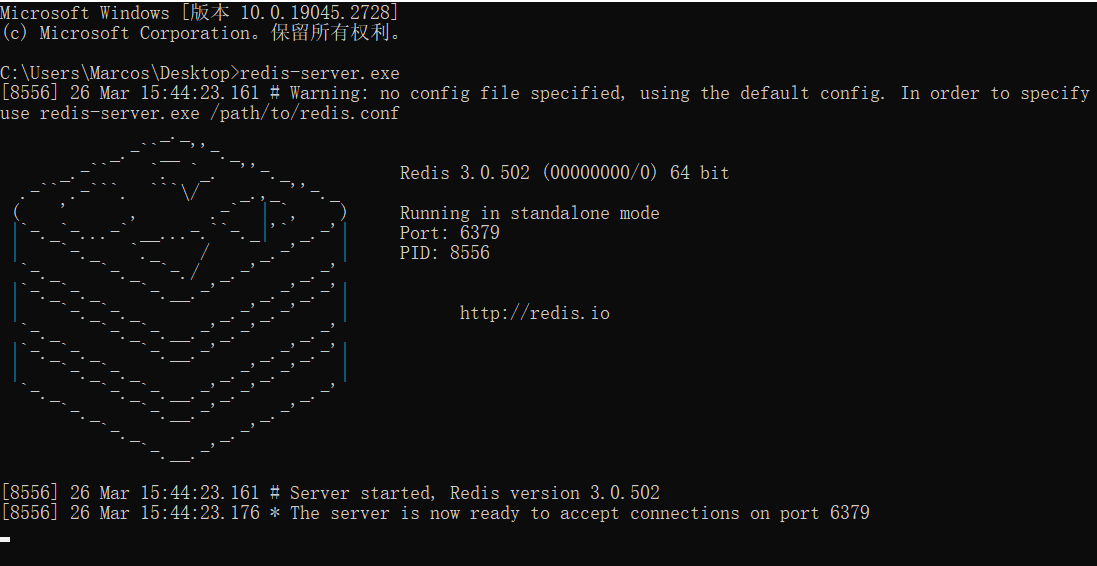 Microsoft Windows [版本 10.0.19045.2728]
(c) Microsoft Corporation。保留所有权利。
C:\Users\Marcos\Desktop>redis-server.exe
[8556] 26 Mar 15:44:23.161 # Warning: no config file specified, using the default config. In order to specify
use redis-server.exe /path/to/redis.conf
Redis 3.0.502 (00000000/0) 64 bit
Running in standalone mode
Port: 6379
PID: 8556
http://redis.io
[8556] 26 Mar 15:44:23.161 # Server started, Redis version 3.0.502
[8556] 26 Mar 15:44:23.176 * The server is now ready to accept connections on port 6379